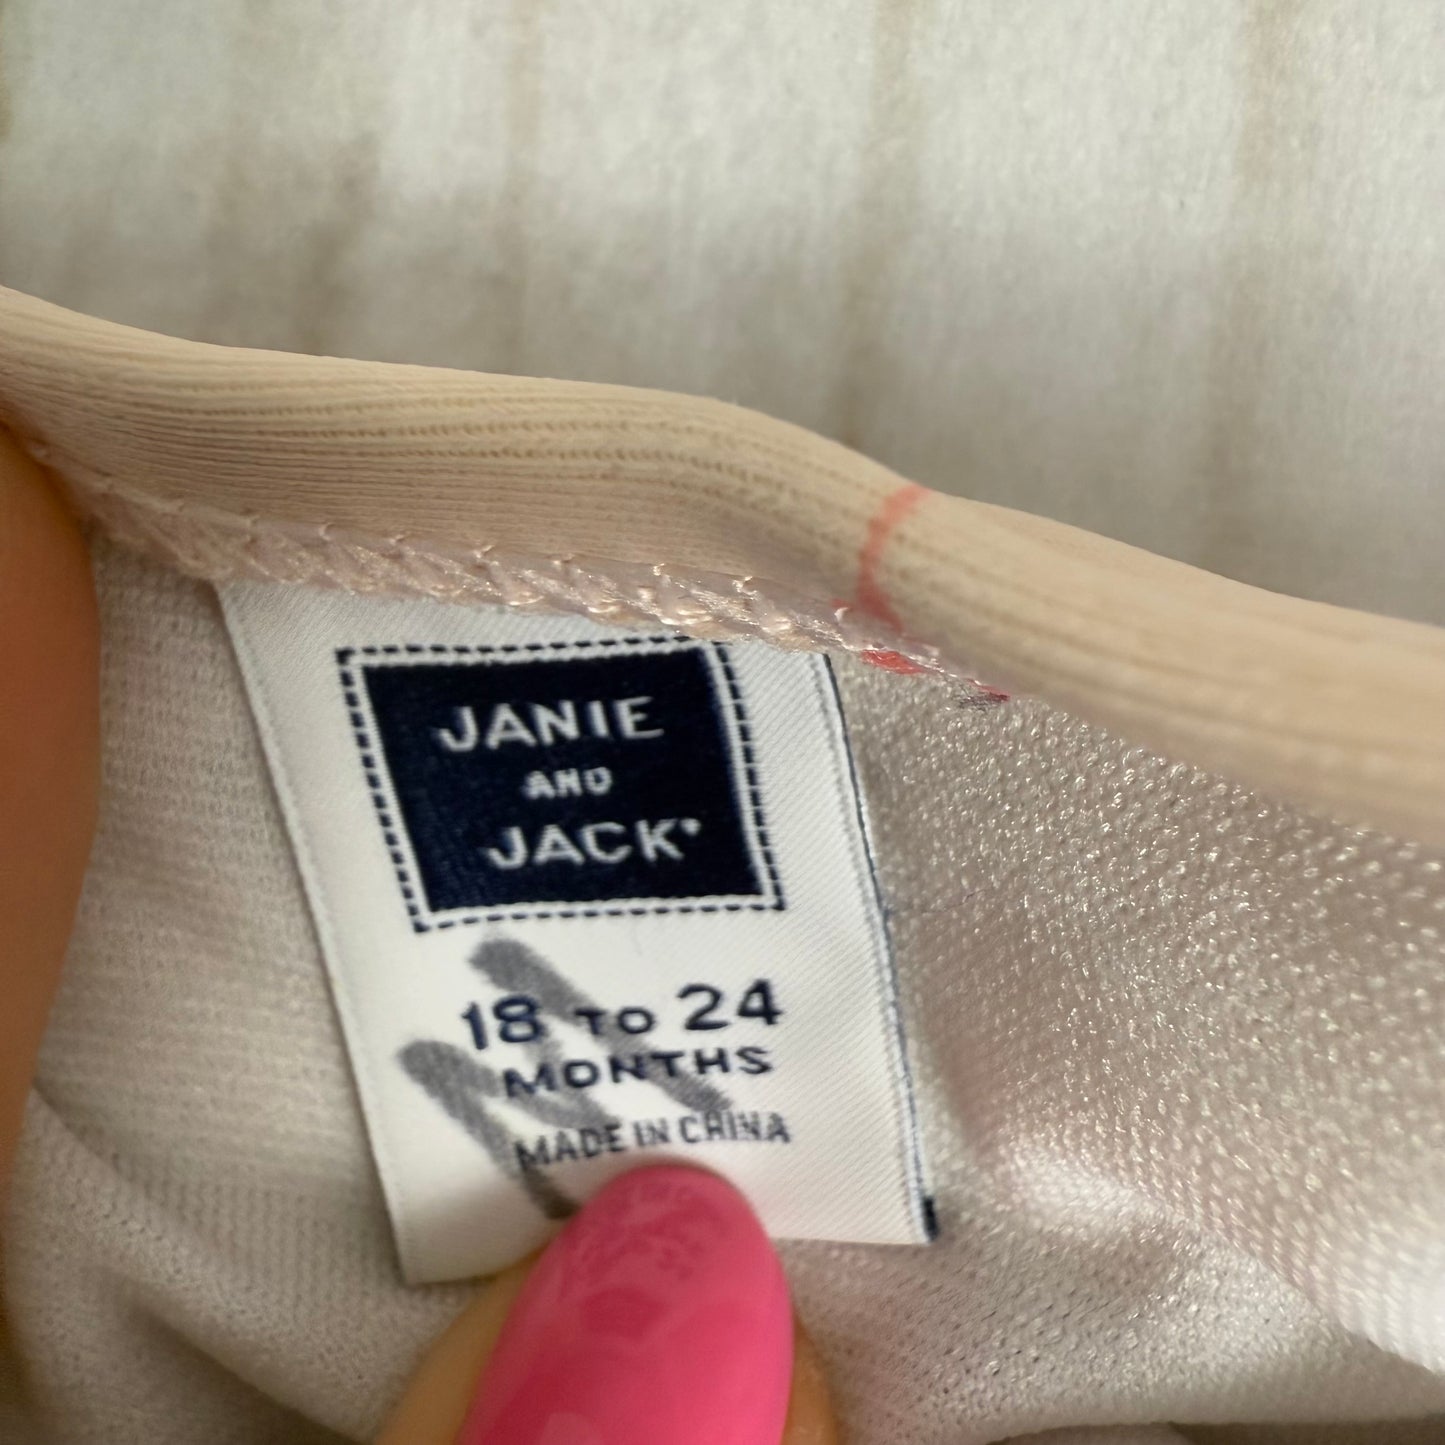 JANIE
AND
JACK
18 TO 24
MONTHS
MADE IN CHINA